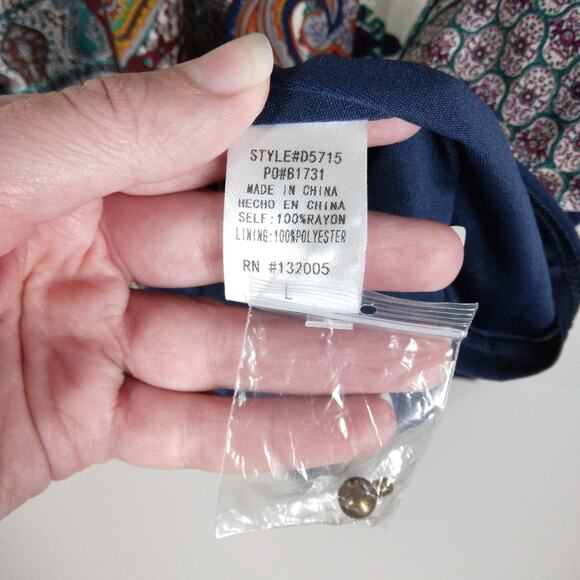 STYLE#D5715
PO#B1731
MADE IN CHINA
HECHO EN CHINA
SELF:100%RAYON
LINING:100%POLYESTER
RN #132005
L